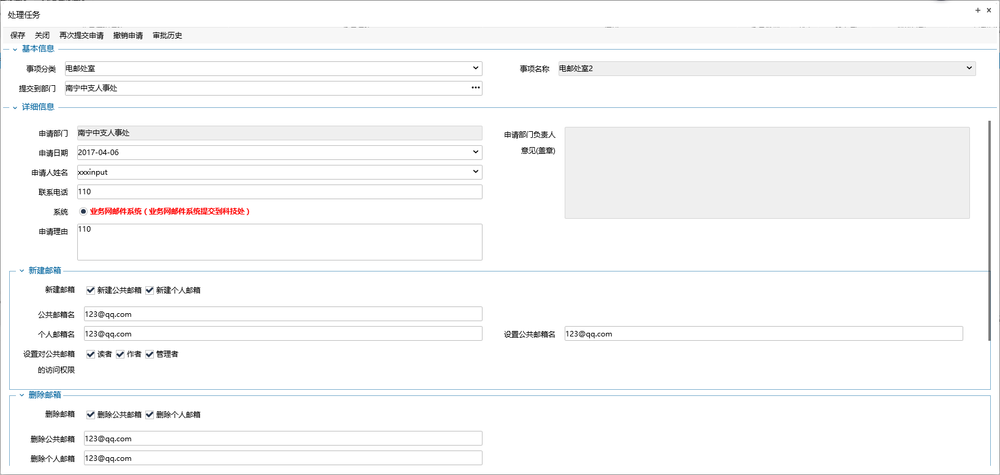 处理任务
保存 关闭 再次提交申请 撤销申请 审批历史
基本信息
事项分类 电邮处室 事项名称 电邮处室2
提交到部门 南宁中支人事处
详细信息
申请部门 南宁中支人事处 申请部门负责人
意见(盖章)
申请日期 2017-04-06
申请人姓名 xxxinput
联系电话 110
系统 业务网邮件系统（业务网邮件系统提交到科技处）
申请理由 110
新建邮箱
新建邮箱 新建公共邮箱 新建个人邮箱
公共邮箱名 123@qq.com
个人邮箱名 123@qq.com 设置公共邮箱名 123@qq.com
设置对公共邮箱 读者 作者 管理者
的访问权限
删除邮箱
删除邮箱 删除公共邮箱 删除个人邮箱
删除公共邮箱 123@qq.com
删除个人邮箱 123@qq.com